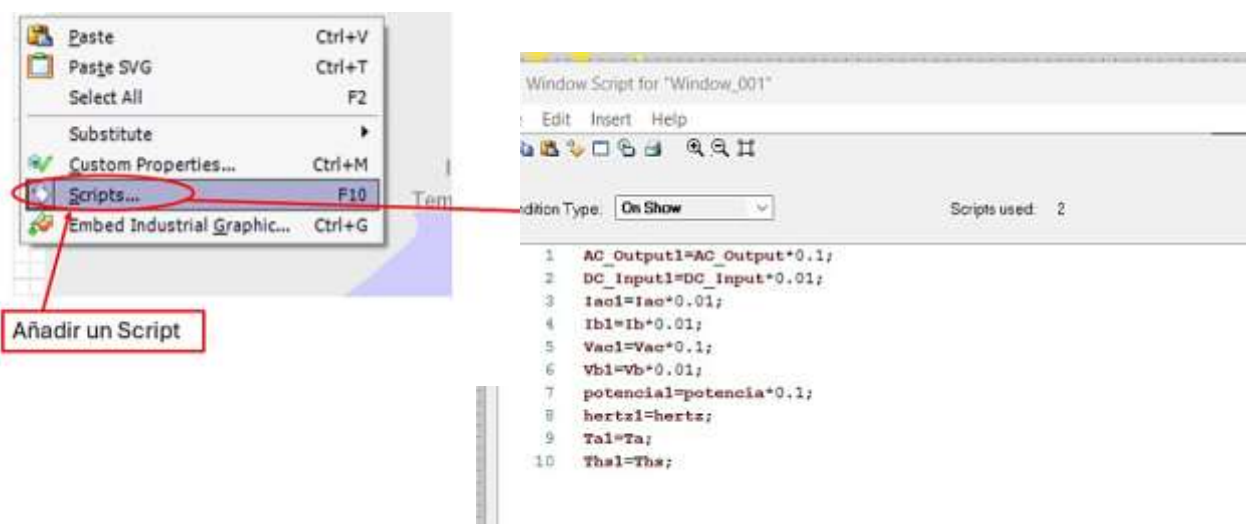 Paste Ctrl+V
Paste SVG Ctrl+T
Select All F2
Substitute
Custom Properties... Ctrl+M
Scripts... F10
Embed Industrial Graphic... Ctrl+G
Tem
Añadir un Script
Window Script for "Window_001"
Edit Insert Help
ndition Type: On Show Scripts used: 2
1 AC_Output1=AC_Output*0.1;
2 DC_Input1=DC_Input*0.01;
3 Iac1=Iac*0.01;
4 Ib1=Ib*0.01;
5 Vac1=Vac*0.1;
6 Vb1=Vb*0.01;
7 potencia1=potencia*0.1;
8 hertz1=hertz;
9 Ta1=Ta;
10 Ths1=Ths;